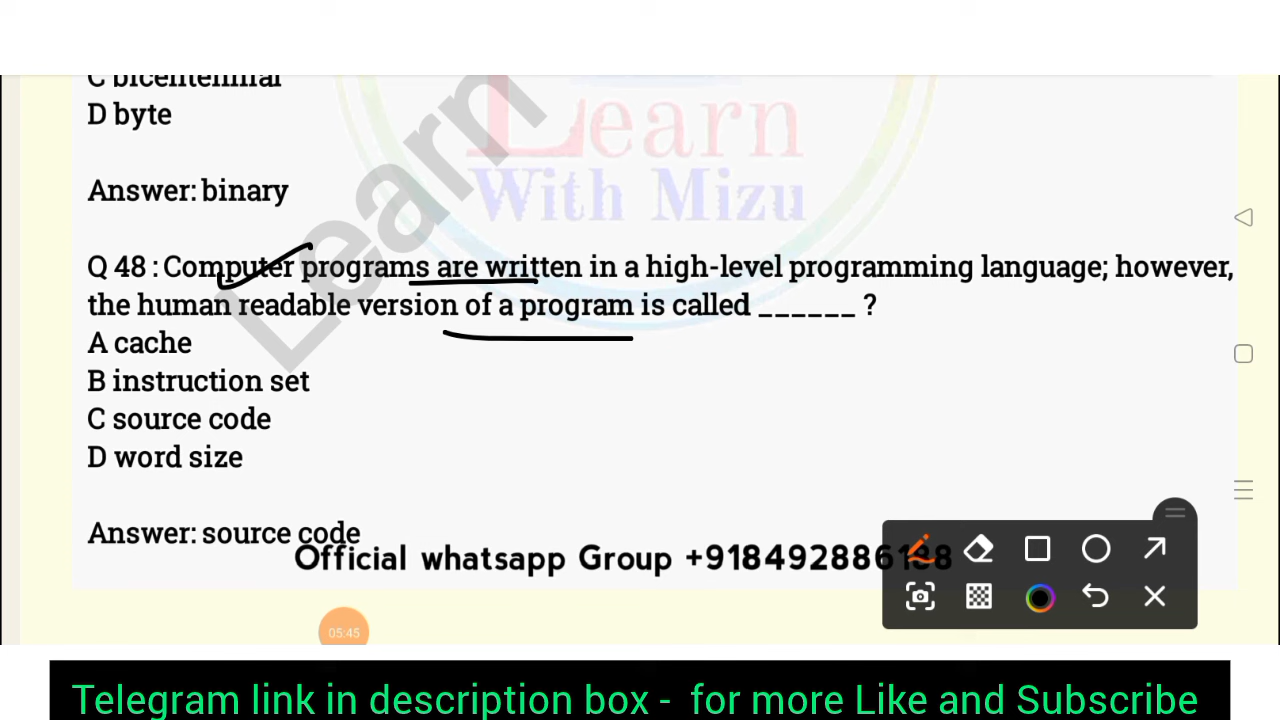 C bicentennial
D byte
Answer: binary
Learn
With Mizu
Learn
Q 48 : Computer programs are written in a high-level programming language; however,
the human readable version of a program is called ______ ?
A cache
B instruction set
C source code
D word size
Answer: source code
Official whatsapp Group +918492886188
05:45
Telegram link in description box - for more Like and Subscribe